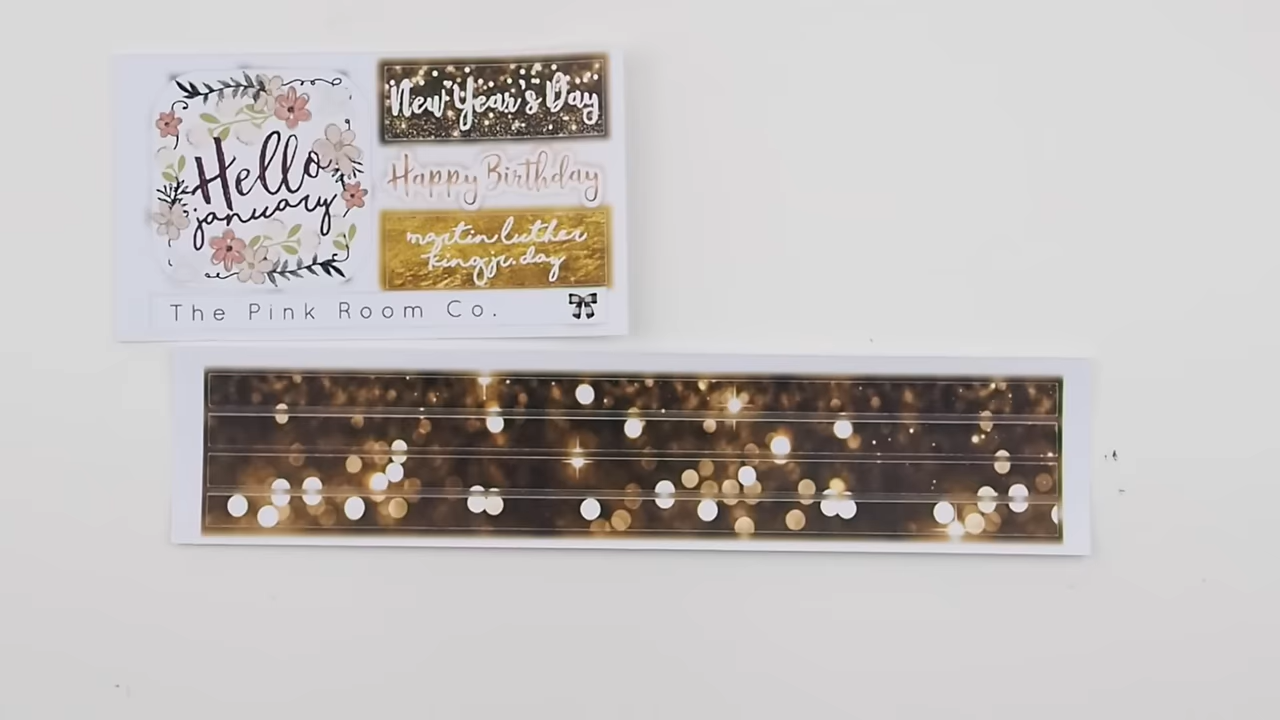 Hello
january
New Year's Day
Happy Birthday
martin luther
king jr. day
The Pink Room Co.